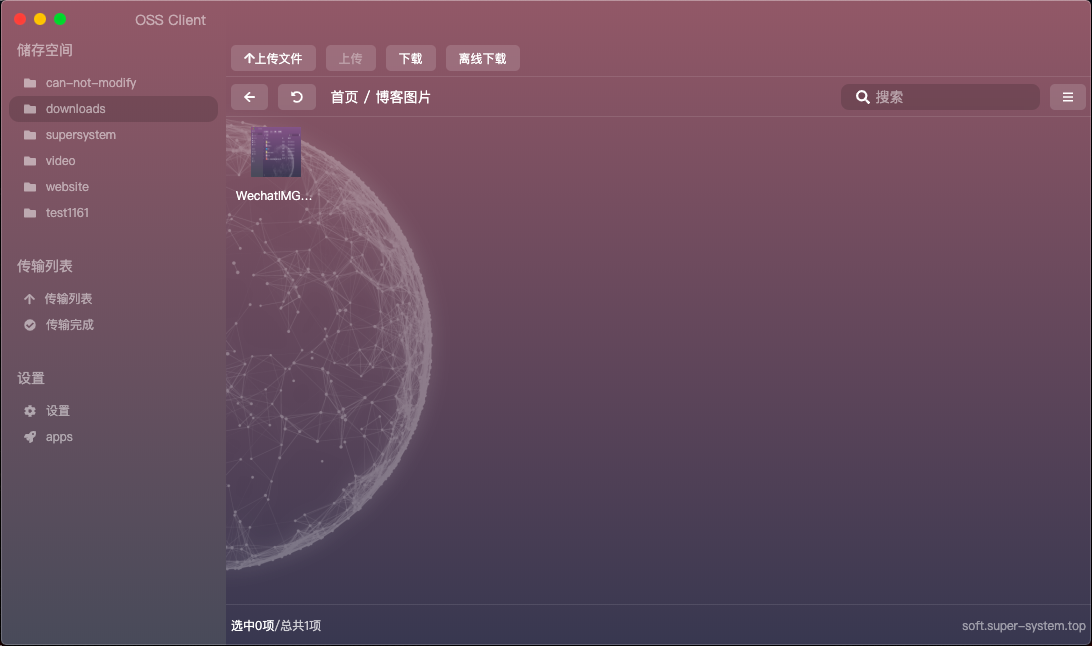 OSS Client
储存空间
can-not-modify
downloads
supersystem
video
website
test1161
传输列表
传输列表
传输完成
设置
设置
apps
上传文件 上传 下载 离线下载
首页 / 博客图片 搜索
WechatIMG...
选中0项/总共1项
soft.super-system.top